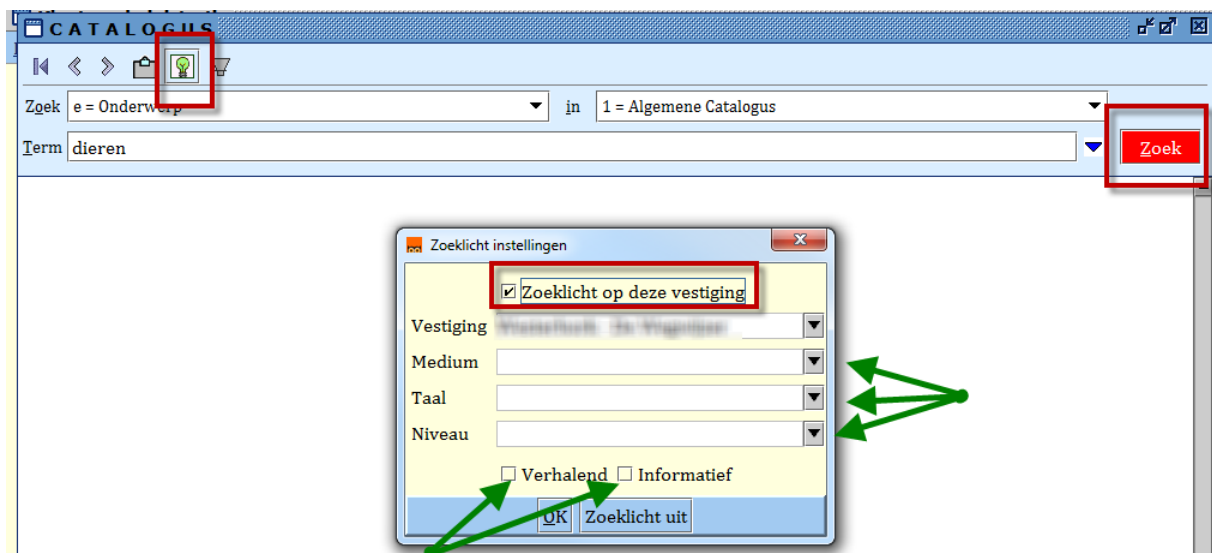 CATALOGUS
Zoek e = Onderwerp in 1 = Algemene Catalogus
Term dieren Zoek
Zoeklicht instellingen
Zoeklicht op deze vestiging
Vestiging
Medium
Taal
Niveau
Verhalend Informatief
OK Zoeklicht uit